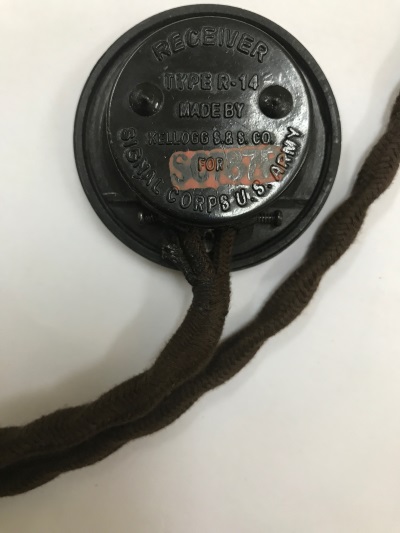 RECEIVER
TYPE R-14
MADE BY
KELLOGG S.& S. CO.
FOR
SIGNAL CORPS U.S. ARMY